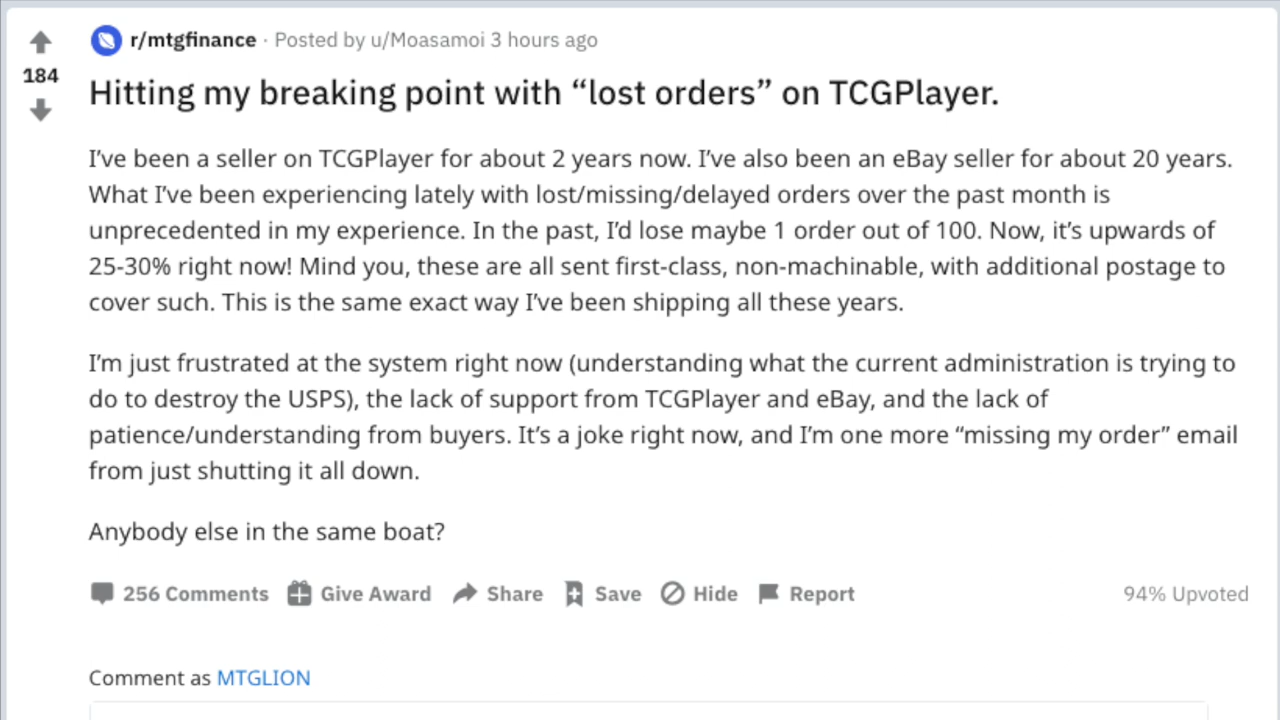 r/mtgfinance · Posted by u/Moasamoi 3 hours ago
184
Hitting my breaking point with “lost orders” on TCGPlayer.
I’ve been a seller on TCGPlayer for about 2 years now. I’ve also been an eBay seller for about 20 years.
What I’ve been experiencing lately with lost/missing/delayed orders over the past month is
unprecedented in my experience. In the past, I’d lose maybe 1 order out of 100. Now, it’s upwards of
25-30% right now! Mind you, these are all sent first-class, non-machinable, with additional postage to
cover such. This is the same exact way I’ve been shipping all these years.
I’m just frustrated at the system right now (understanding what the current administration is trying to
do to destroy the USPS), the lack of support from TCGPlayer and eBay, and the lack of
patience/understanding from buyers. It’s a joke right now, and I’m one more “missing my order” email
from just shutting it all down.
Anybody else in the same boat?
256 Comments Give Award Share Save Hide Report 94% Upvoted
Comment as MTGLION